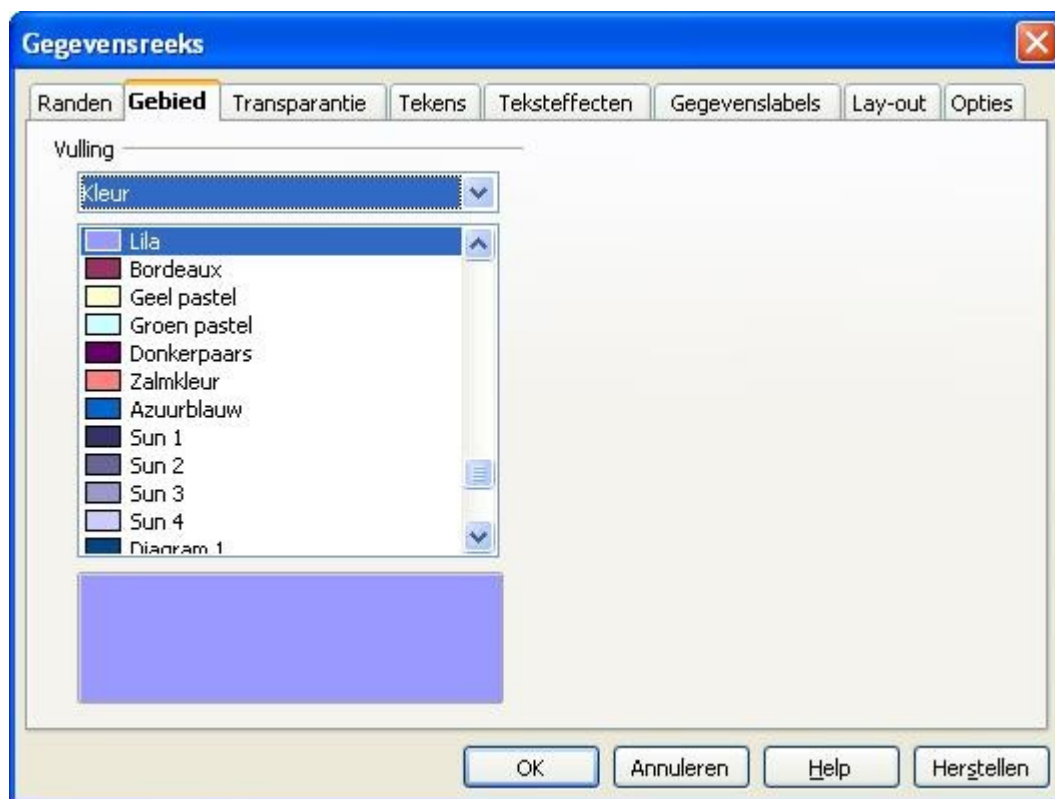 Gegevensreeks
Randen Gebied Transparantie Tekens Teksteffecten Gegevenslabels Lay-out Opties
Vulling
Kleur
Lila
Bordeaux
Geel pastel
Groen pastel
Donkerpaars
Zalmkleur
Azuurblauw
Sun 1
Sun 2
Sun 3
Sun 4
Diagram 1
OK Annuleren Help Herstellen